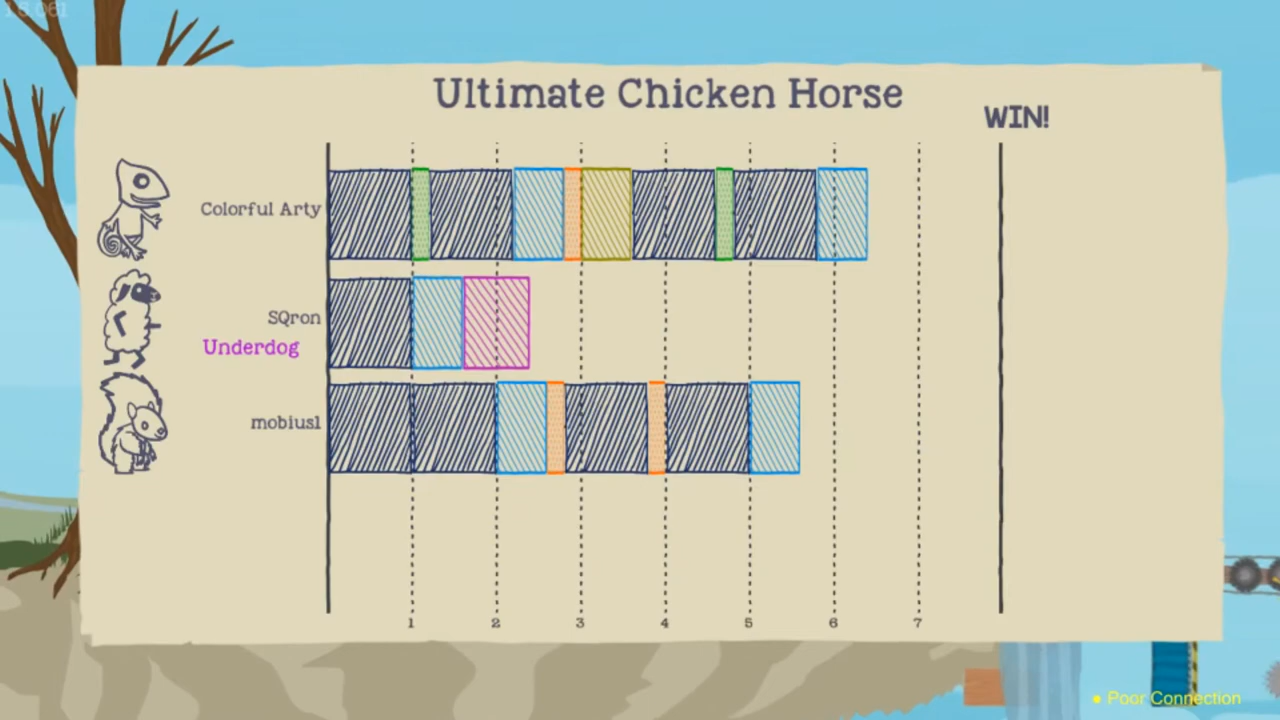 Ultimate Chicken Horse
WIN!
Colorful Arty
SQron
Underdog
mobius1
1 2 3 4 5 6 7
● Poor Connection